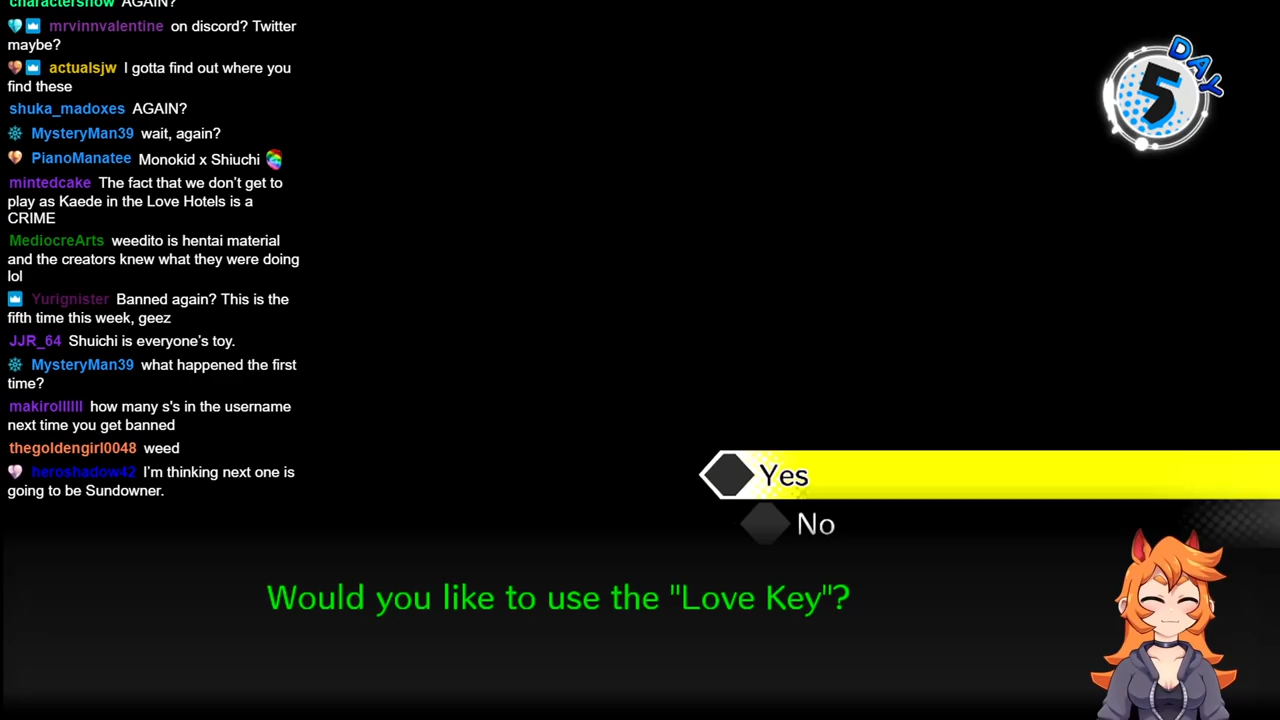 charactershow AGAIN?
mrvinnvalentine on discord? Twitter
maybe?
actualsjw I gotta find out where you
find these
shuka_madoxes AGAIN?
MysteryMan39 wait, again?
PianoManatee Monokid x Shiuchi
mintedcake The fact that we don't get to
play as Kaede in the Love Hotels is a
CRIME
MediocreArts weedito is hentai material
and the creators knew what they were doing
lol
Yurignister Banned again? This is the
fifth time this week, geez
JJR_64 Shuichi is everyone's toy.
MysteryMan39 what happened the first
time?
makirollllll how many s's in the username
next time you get banned
thegoldengirl0048 weed
heroshadow42 I'm thinking next one is
going to be Sundowner.
DAY
5
Yes
No
Would you like to use the "Love Key"?